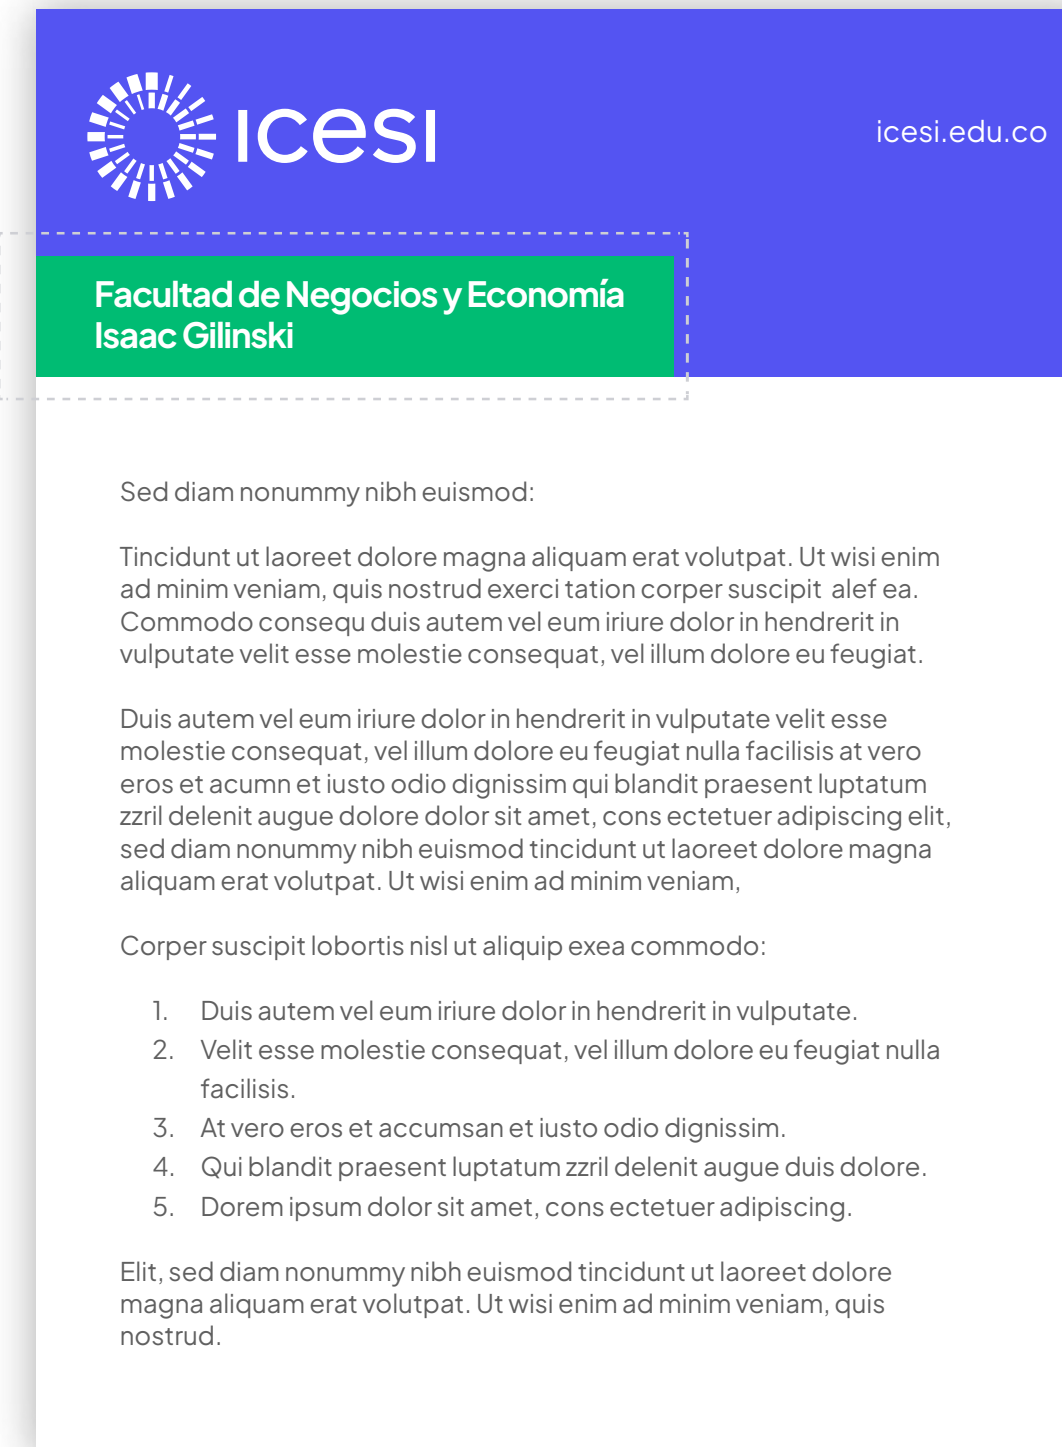 ICESI
icesi.edu.co
Facultad de Negocios y Economía
Isaac Gilinski
Sed diam nonummy nibh euismod:
Tincidunt ut laoreet dolore magna aliquam erat volutpat. Ut wisi enim
ad minim veniam, quis nostrud exerci tation corper suscipit  alef ea.
Commodo consequ duis autem vel eum iriure dolor in hendrerit in
vulputate velit esse molestie consequat, vel illum dolore eu feugiat.
Duis autem vel eum iriure dolor in hendrerit in vulputate velit esse
molestie consequat, vel illum dolore eu feugiat nulla facilisis at vero
eros et acumn et iusto odio dignissim qui blandit praesent luptatum
zzril delenit augue dolore dolor sit amet, cons ectetuer adipiscing elit,
sed diam nonummy nibh euismod tincidunt ut laoreet dolore magna
aliquam erat volutpat. Ut wisi enim ad minim veniam,
Corper suscipit lobortis nisl ut aliquip exea commodo:
1. Duis autem vel eum iriure dolor in hendrerit in vulputate.
2. Velit esse molestie consequat, vel illum dolore eu feugiat nulla
facilisis.
3. At vero eros et accumsan et iusto odio dignissim.
4. Qui blandit praesent luptatum zzril delenit augue duis dolore.
5. Dorem ipsum dolor sit amet, cons ectetuer adipiscing.
Elit, sed diam nonummy nibh euismod tincidunt ut laoreet dolore
magna aliquam erat volutpat. Ut wisi enim ad minim veniam, quis
nostrud.